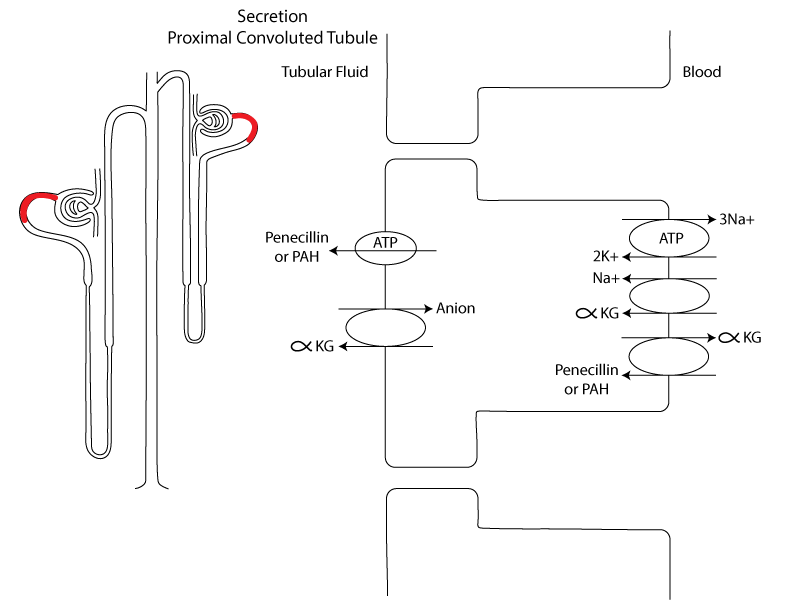 Secretion
Proximal Convoluted Tubule
Tubular Fluid
Blood
Penecillin
or PAH
ATP
Anion
∝ KG
3Na+
ATP
2K+
Na+
∝ KG
∝ KG
Penecillin
or PAH